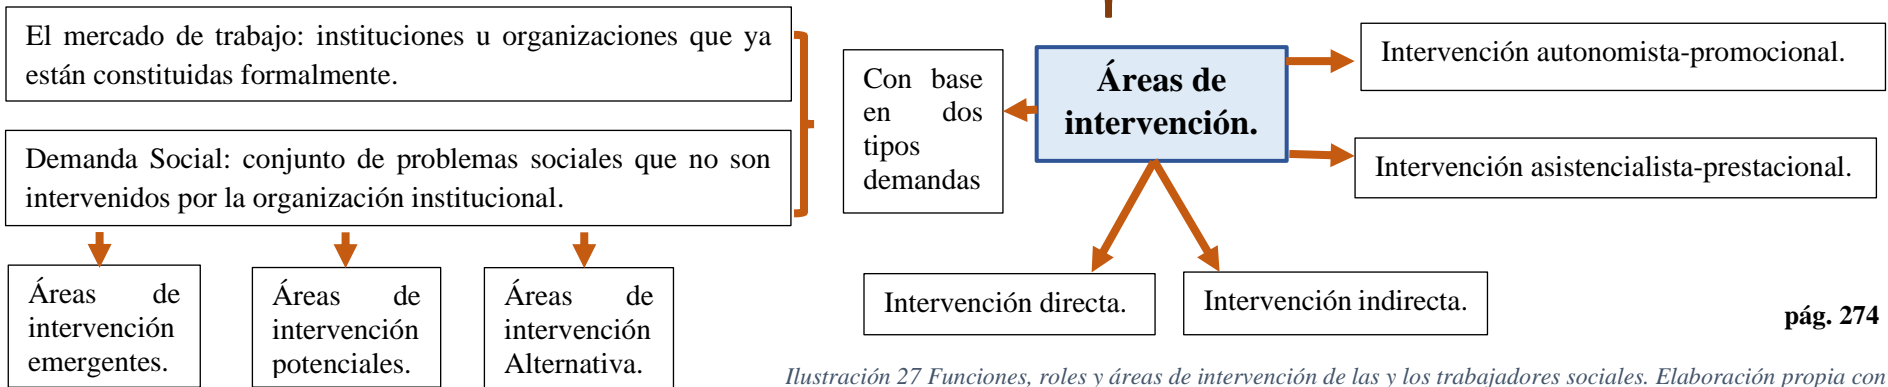 El mercado de trabajo: instituciones u organizaciones que ya
están constituidas formalmente.
Demanda Social: conjunto de problemas sociales que no son
intervenidos por la organización institucional.
Áreas de
intervención
emergentes.
Áreas de
intervención
potenciales.
Áreas de
intervención
Alternativa.
Con base
en dos
tipos
demandas
Áreas de
intervención.
Intervención autonomista-promocional.
Intervención asistencialista-prestacional.
Intervención directa.
Intervención indirecta.
pág. 274
Ilustración 27 Funciones, roles y áreas de intervención de las y los trabajadores sociales. Elaboración propia con